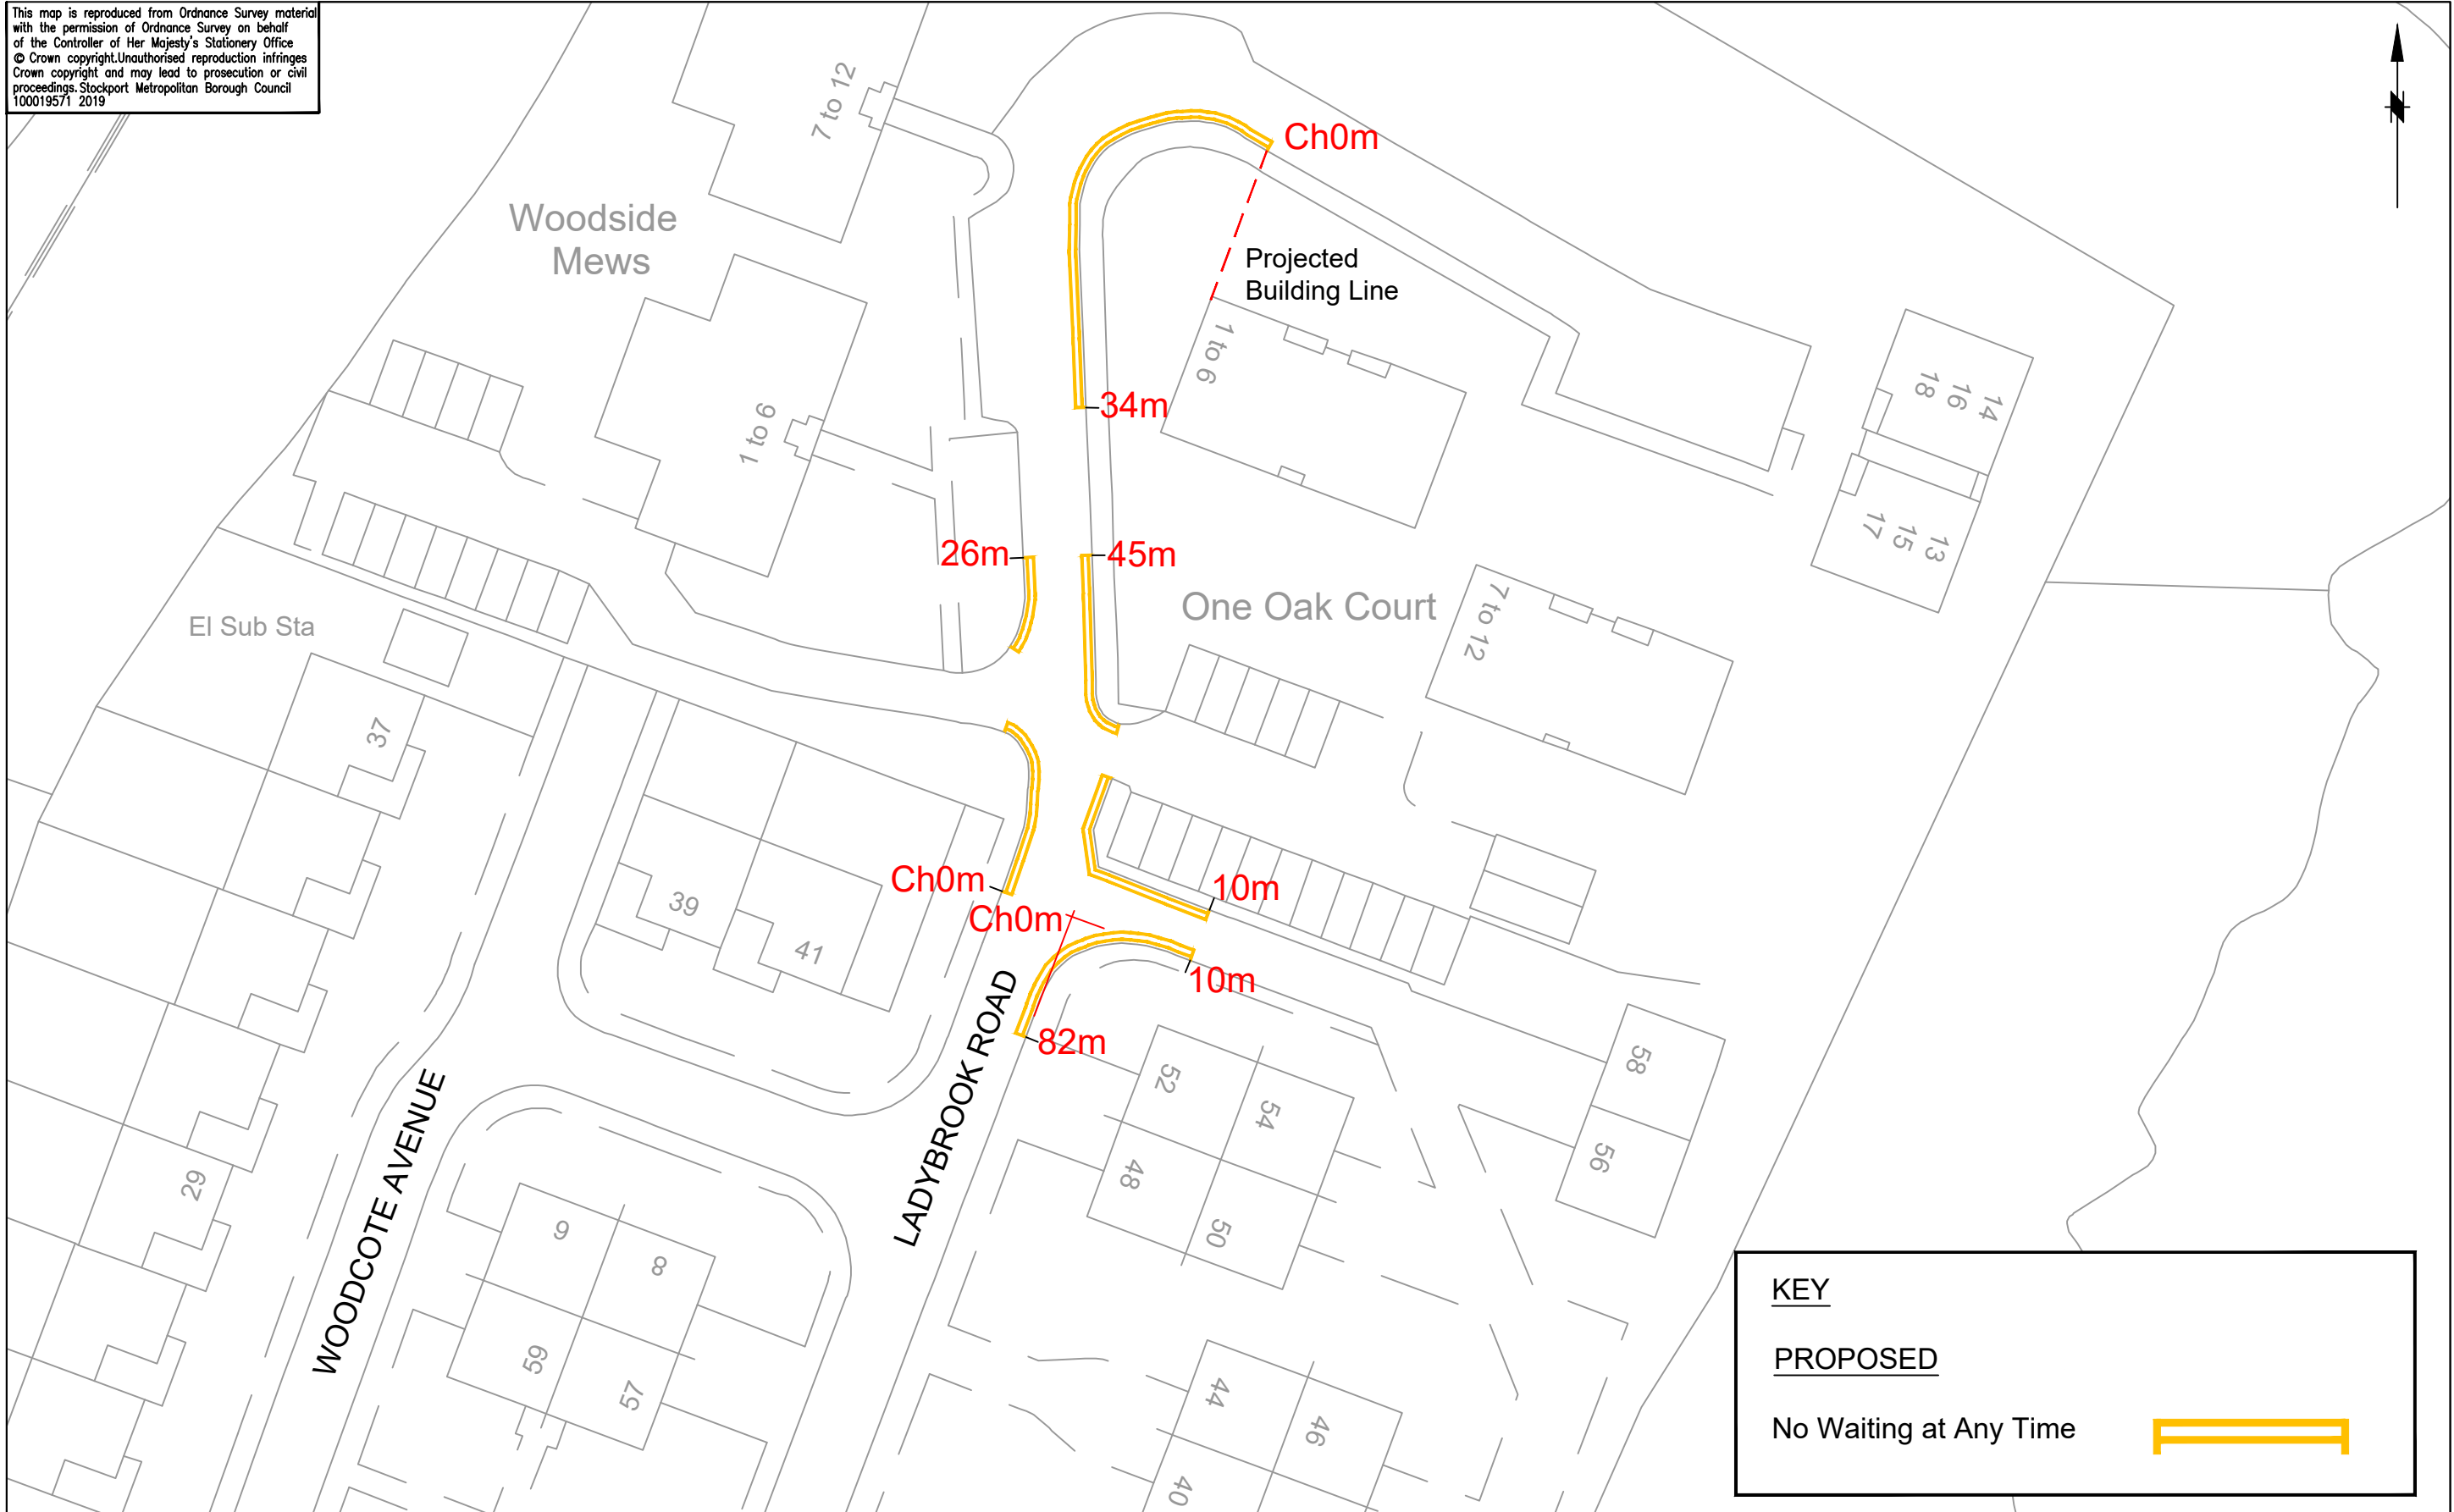 This map is reproduced from Ordnance Survey material
with the permission of Ordnance Survey on behalf
of the Controller of Her Majesty's Stationery Office
© Crown copyright.Unauthorised reproduction infringes
Crown copyright and may lead to prosecution or civil
proceedings. Stockport Metropolitan Borough Council
100019571 2019
N
7 to 12
Woodside
Mews
1 to 6
Ch0m
Projected
Building Line
1 to 6
34m
14
16
18
13
15
17
26m
45m
One Oak Court
7 to 12
El Sub Sta
37
39
41
Ch0m
Ch0m
10m
10m
82m
LADYBROOK ROAD
WOODCOTE AVENUE
29
9
8
59
57
52
54
48
50
58
56
44
46
40
KEY
PROPOSED
No Waiting at Any Time